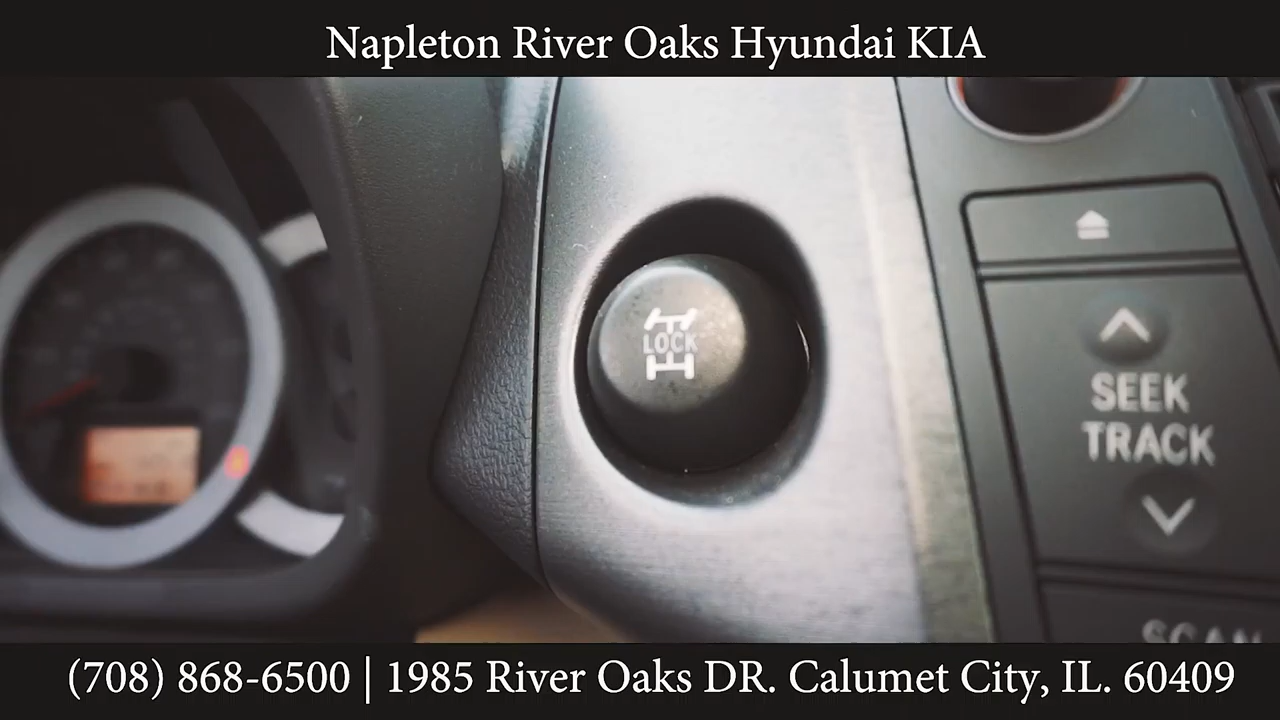 Napleton River Oaks Hyundai KIA
LOCK
SEEK
TRACK
SCAN
(708) 868-6500 | 1985 River Oaks DR. Calumet City, IL. 60409